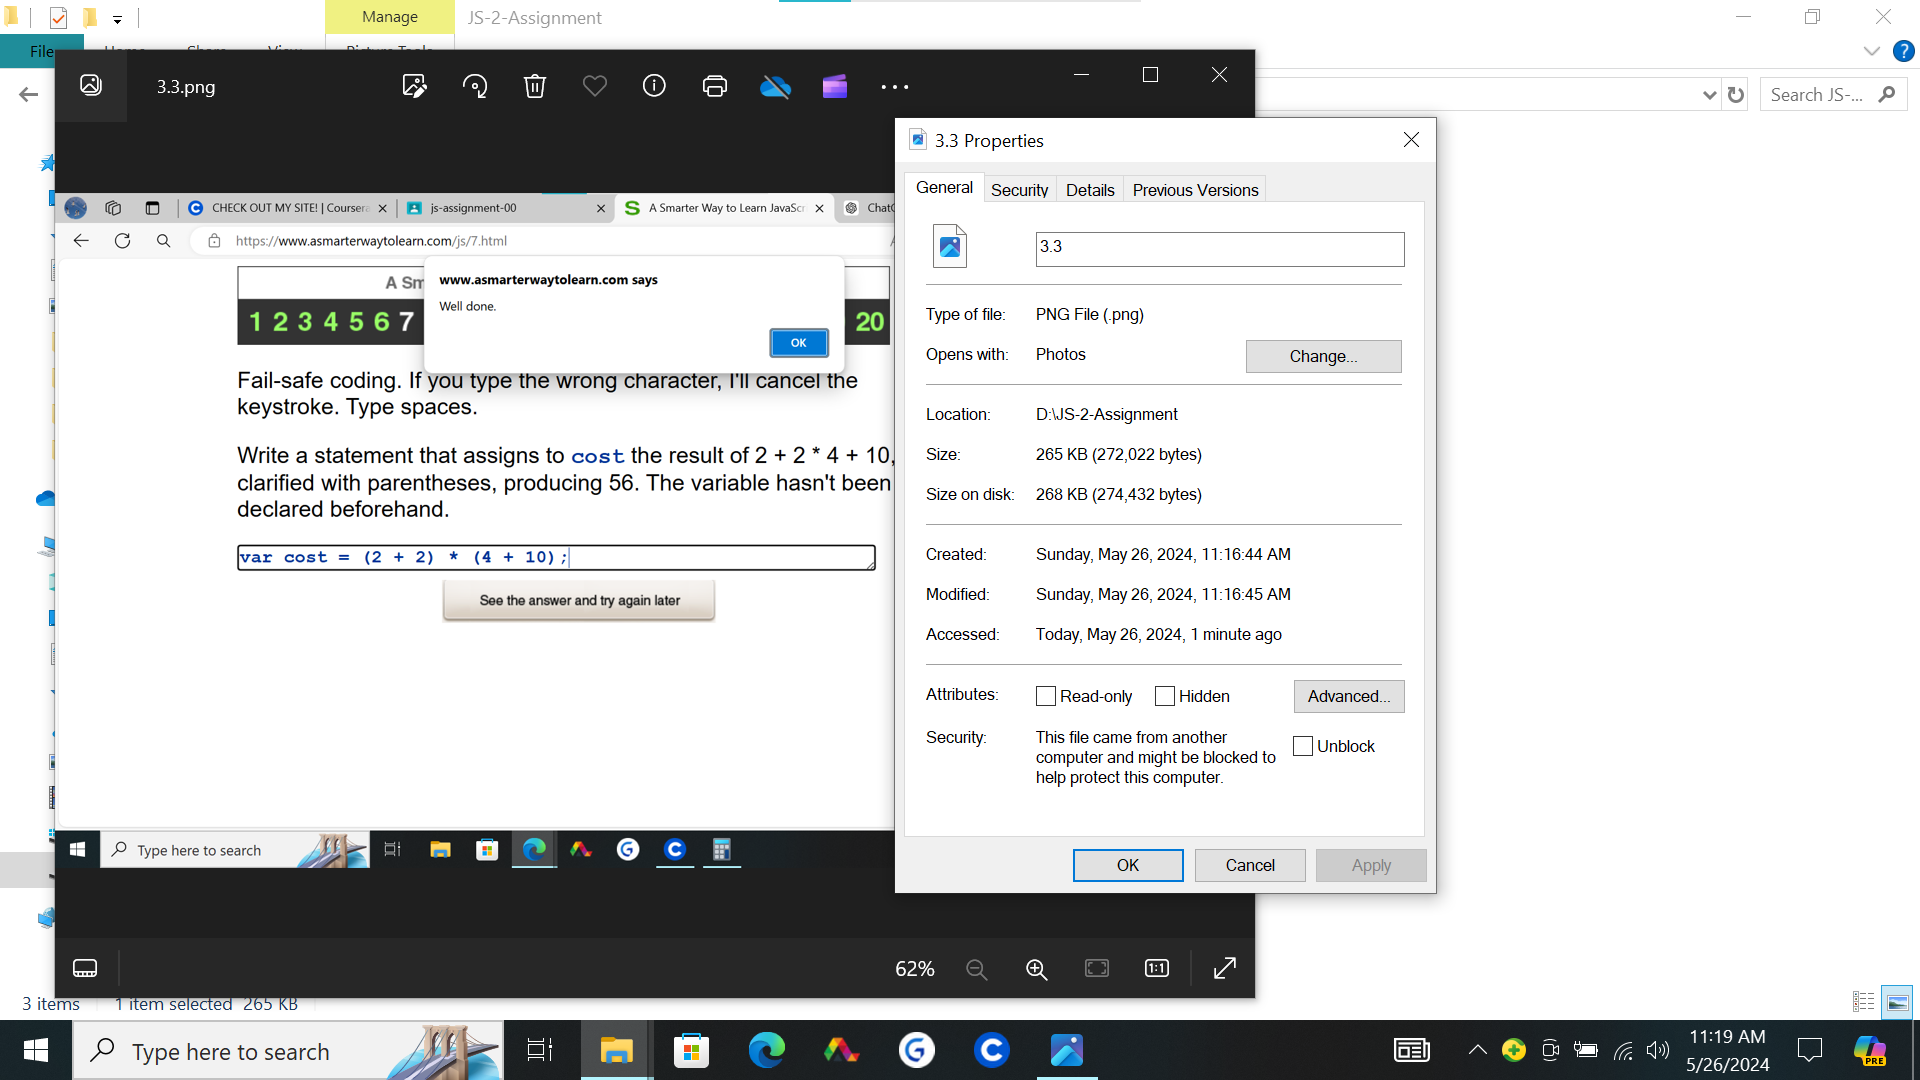 Manage
JS-2-Assignment
File
3.3.png
Search JS-...
3.3 Properties
General
Security
Details
Previous Versions
3.3
Type of file:
PNG File (.png)
Opens with:
Photos
Change...
Location:
D:\JS-2-Assignment
Size:
265 KB (272,022 bytes)
Size on disk:
268 KB (274,432 bytes)
Created:
Sunday, May 26, 2024, 11:16:44 AM
Modified:
Sunday, May 26, 2024, 11:16:45 AM
Accessed:
Today, May 26, 2024, 1 minute ago
Attributes:
Read-only
Hidden
Advanced...
Security:
This file came from another
computer and might be blocked to
help protect this computer.
Unblock
OK
Cancel
Apply
CHECK OUT MY SITE! | Coursera
js-assignment-00
A Smarter Way to Learn JavaScr
ChatG
https://www.asmarterwaytolearn.com/js/7.html
A Sm
1 2 3 4 5 6 7
20
www.asmarterwaytolearn.com says
Well done.
OK
Fail-safe coding. If you type the wrong character, I'll cancel the
keystroke. Type spaces.
Write a statement that assigns to cost the result of 2 + 2 * 4 + 10,
clarified with parentheses, producing 56. The variable hasn't been
declared beforehand.
var cost = (2 + 2) * (4 + 10);
See the answer and try again later
Type here to search
62%
1:1
3 items
1 item selected 265 KB
Type here to search
11:19 AM
5/26/2024
PRE